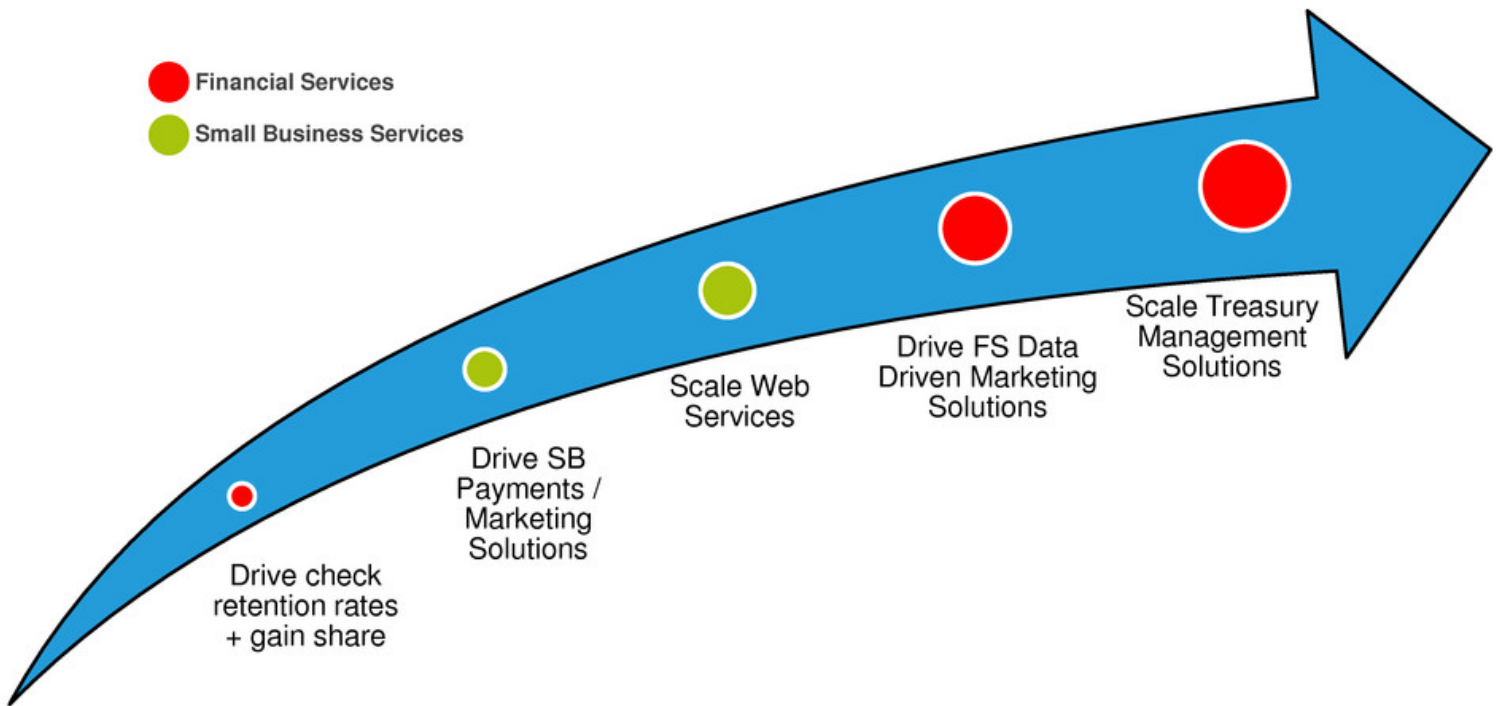 Financial Services
Small Business Services
Drive check
retention rates
+ gain share
Drive SB
Payments /
Marketing
Solutions
Scale Web
Services
Drive FS Data
Driven Marketing
Solutions
Scale Treasury
Management
Solutions